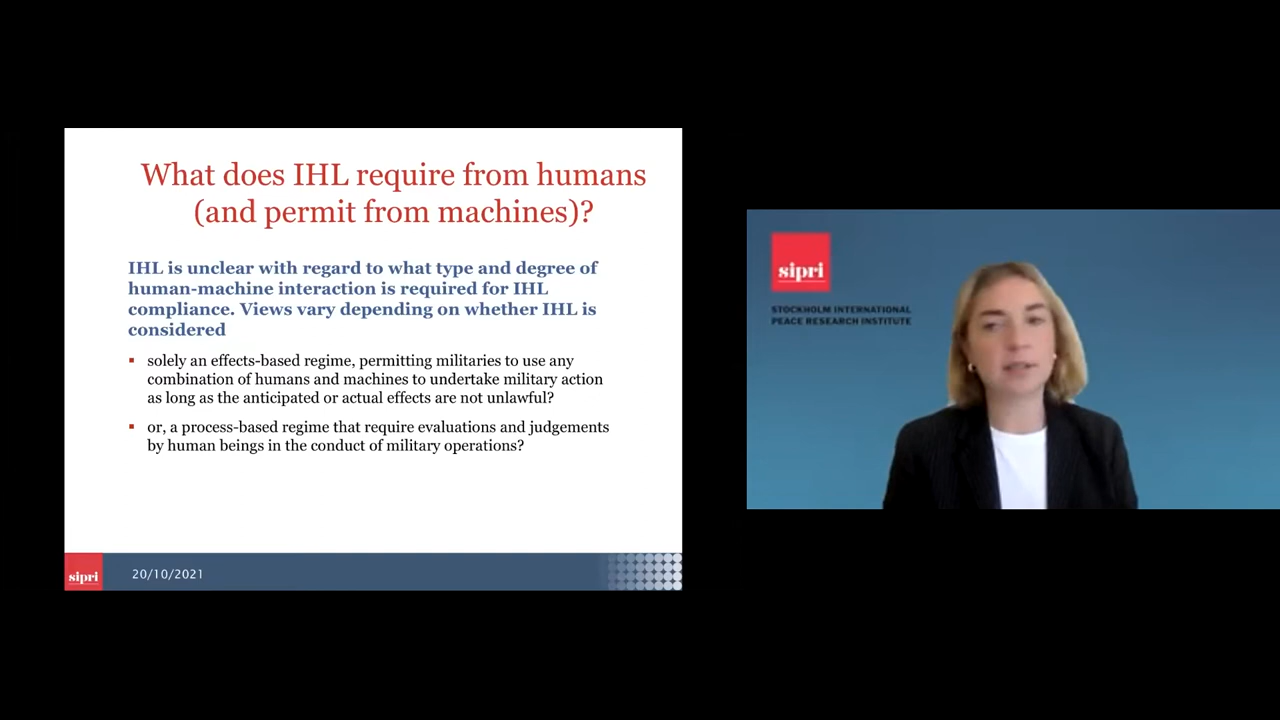 What does IHL require from humans
(and permit from machines)?
IHL is unclear with regard to what type and degree of
human-machine interaction is required for IHL
compliance. Views vary depending on whether IHL is
considered
▪ solely an effects-based regime, permitting militaries to use any
combination of humans and machines to undertake military action
as long as the anticipated or actual effects are not unlawful?
▪ or, a process-based regime that require evaluations and judgements
by human beings in the conduct of military operations?
sipri
20/10/2021
sipri
STOCKHOLM INTERNATIONAL
PEACE RESEARCH INSTITUTE